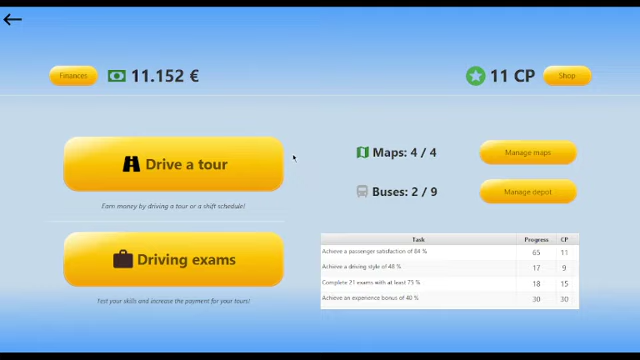 Finances
11.152 €
11 CP
Shop
Drive a tour
Earn money by driving a tour or a shift schedule!
Maps: 4 / 4
Manage maps
Buses: 2 / 9
Manage depot
Driving exams
Test your skills and increase the payment for your tours!
Task Progress CP
Achieve a passenger satisfaction of 84 % 65 11
Achieve a driving style of 48 % 17 9
Complete 21 exams with at least 75 % 18 15
Achieve an experience bonus of 40 % 30 30